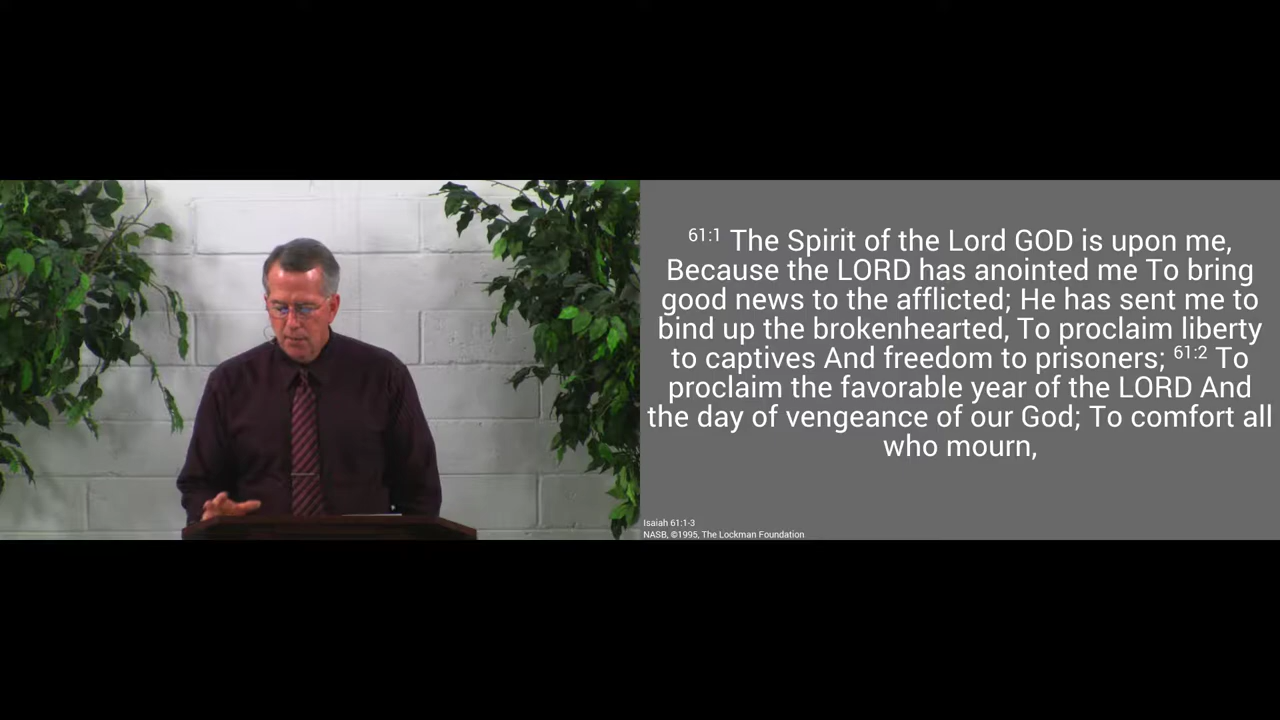 61:1 The Spirit of the Lord GOD is upon me,
Because the LORD has anointed me To bring
good news to the afflicted; He has sent me to
bind up the brokenhearted, To proclaim liberty
to captives And freedom to prisoners; 61:2 To
proclaim the favorable year of the LORD And
the day of vengeance of our God; To comfort all
who mourn,
Isaiah 61:1-3
NASB, ©1995, The Lockman Foundation